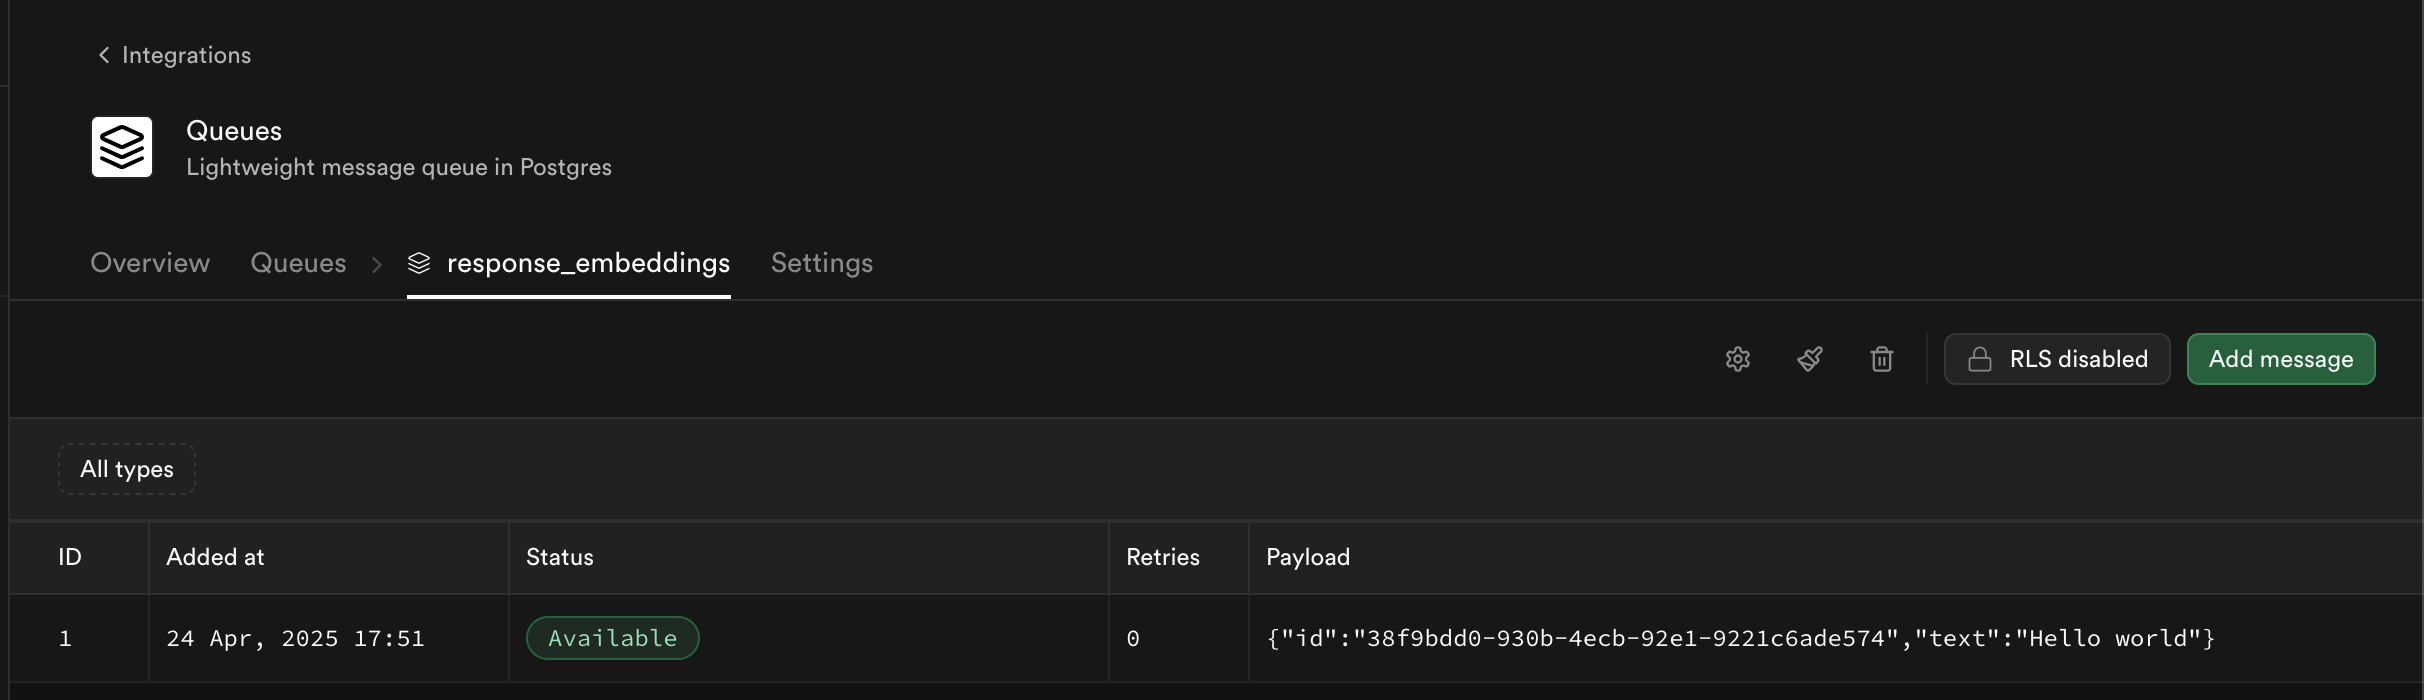 Integrations
Queues
Lightweight message queue in Postgres
Overview Queues response_embeddings Settings
RLS disabled Add message
All types
ID Added at Status Retries Payload
1 24 Apr, 2025 17:51 Available 0 {"id":"38f9bdd0-930b-4ecb-92e1-9221c6ade574","text":"Hello world"}